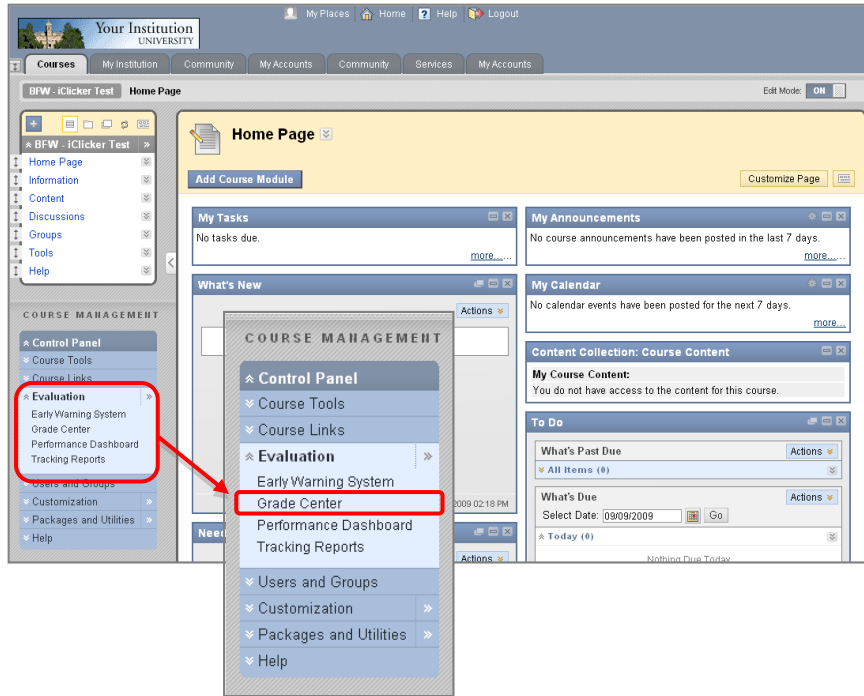 My Places Home ? Help Logout
Your Institution
UNIVERSITY
Courses My Institution Community My Accounts Community Services My Accounts
BFW - iClicker Test Home Page
Edit Mode: ON
BFW - iClicker Test
Home Page
Information
Content
Discussions
Groups
Tools
Help
COURSE MANAGEMENT
Control Panel
Course Tools
Course Links
Evaluation
Early Warning System
Grade Center
Performance Dashboard
Tracking Reports
Users and Groups
Customization
Packages and Utilities
Help
Home Page
Add Course Module
Customize Page
My Tasks
No tasks due.
more......
What's New
Actions
2009 02:18 PM
Need
Actions
My Announcements
No course announcements have been posted in the last 7 days.
more......
My Calendar
No calendar events have been posted for the next 7 days.
more...
Content Collection: Course Content
My Course Content:
You do not have access to the content for this course.
To Do
What's Past Due
Actions
All Items (0)
What's Due
Actions
Select Date: 09/09/2009 Go
Today (0)
Nothing Due Today
COURSE MANAGEMENT
Control Panel
Course Tools
Course Links
Evaluation
Early Warning System
Grade Center
Performance Dashboard
Tracking Reports
Users and Groups
Customization
Packages and Utilities
Help